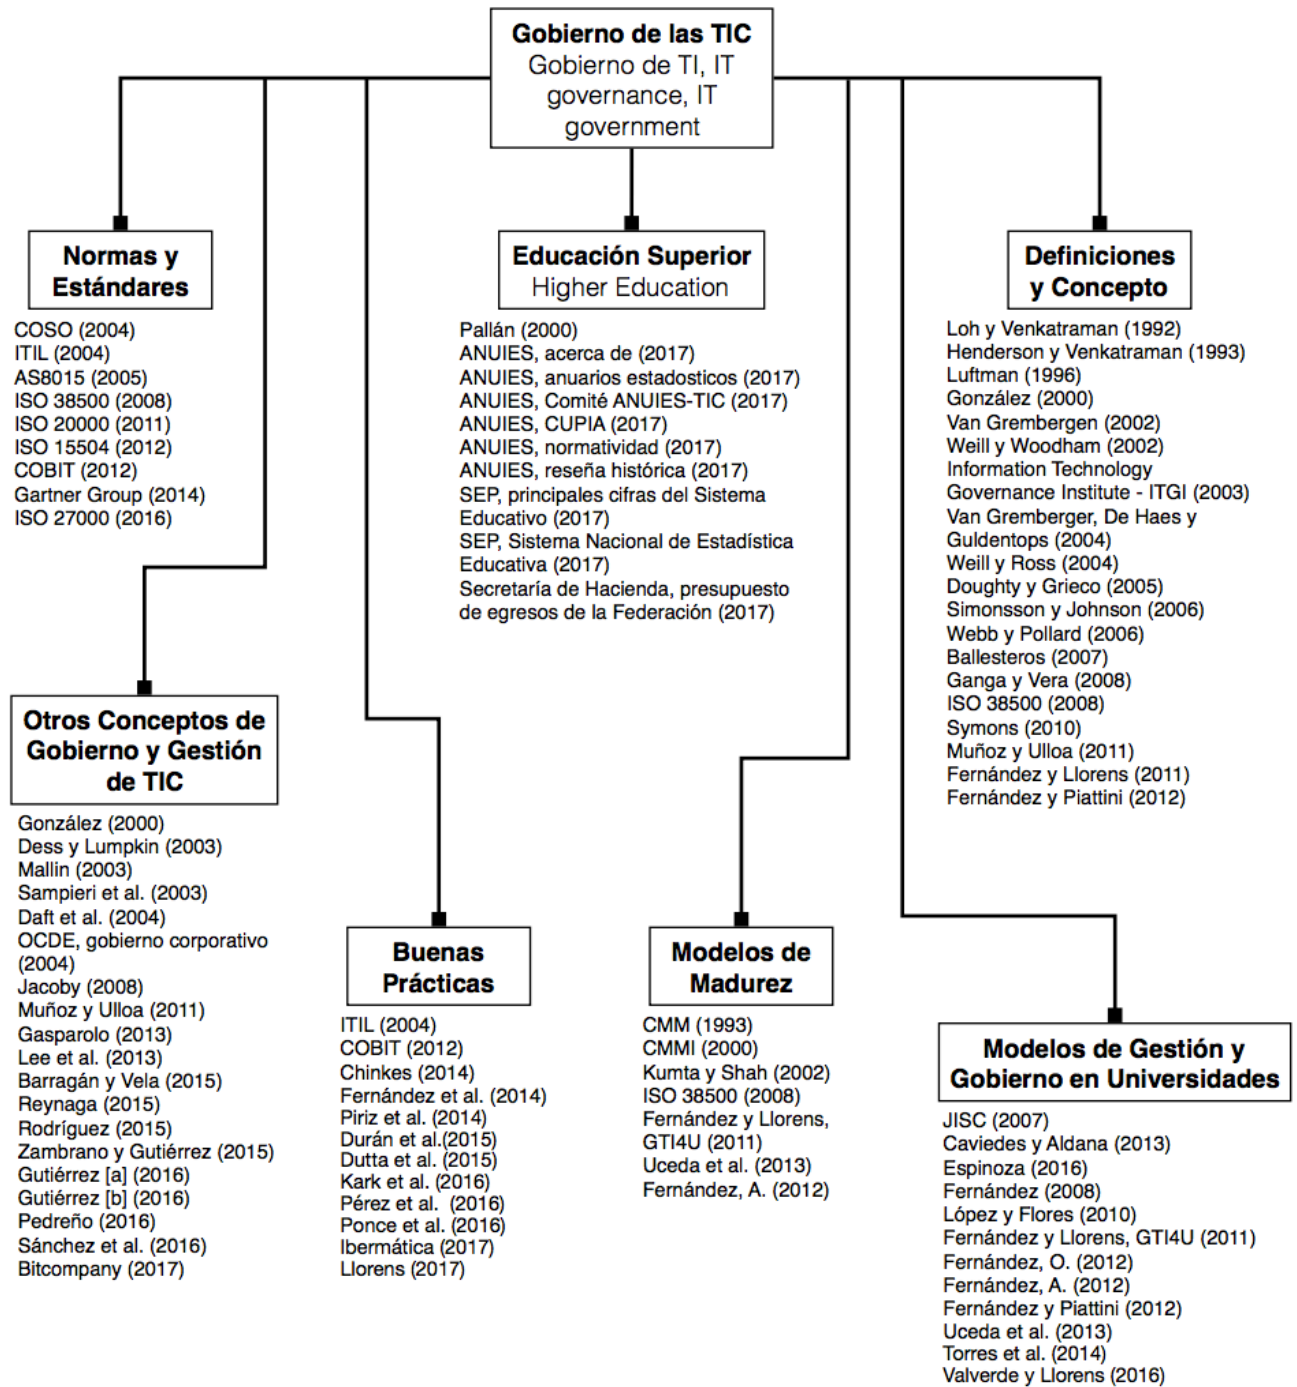 Gobierno de las TIC
Gobierno de TI, IT
governance, IT
government
Normas y
Estándares
COSO (2004)
ITIL (2004)
AS8015 (2005)
ISO 38500 (2008)
ISO 20000 (2011)
ISO 15504 (2012)
COBIT (2012)
Gartner Group (2014)
ISO 27000 (2016)
Educación Superior
Higher Education
Pallán (2000)
ANUIES, acerca de (2017)
ANUIES, anuarios estadosticos (2017)
ANUIES, Comité ANUIES-TIC (2017)
ANUIES, CUPIA (2017)
ANUIES, normatividad (2017)
ANUIES, reseña histórica (2017)
SEP, principales cifras del Sistema
Educativo (2017)
SEP, Sistema Nacional de Estadística
Educativa (2017)
Secretaría de Hacienda, presupuesto
de egresos de la Federación (2017)
Definiciones
y Concepto
Loh y Venkatraman (1992)
Henderson y Venkatraman (1993)
Luftman (1996)
González (2000)
Van Grembergen (2002)
Weill y Woodham (2002)
Information Technology
Governance Institute - ITGI (2003)
Van Gremberger, De Haes y
Guldentops (2004)
Weill y Ross (2004)
Doughty y Grieco (2005)
Simonsson y Johnson (2006)
Webb y Pollard (2006)
Ballesteros (2007)
Ganga y Vera (2008)
ISO 38500 (2008)
Symons (2010)
Muñoz y Ulloa (2011)
Fernández y Llorens (2011)
Fernández y Piattini (2012)
Otros Conceptos de
Gobierno y Gestión
de TIC
González (2000)
Dess y Lumpkin (2003)
Mallin (2003)
Sampieri et al. (2003)
Daft et al. (2004)
OCDE, gobierno corporativo
(2004)
Jacoby (2008)
Muñoz y Ulloa (2011)
Gasparolo (2013)
Lee et al. (2013)
Barragán y Vela (2015)
Reynaga (2015)
Rodríguez (2015)
Zambrano y Gutiérrez (2015)
Gutiérrez [a] (2016)
Gutiérrez [b] (2016)
Pedreño (2016)
Sánchez et al. (2016)
Bitcompany (2017)
Buenas
Prácticas
ITIL (2004)
COBIT (2012)
Chinkes (2014)
Fernández et al. (2014)
Piriz et al. (2014)
Durán et al.(2015)
Dutta et al. (2015)
Kark et al. (2016)
Pérez et al. (2016)
Ponce et al. (2016)
Ibermática (2017)
Llorens (2017)
Modelos de
Madurez
CMM (1993)
CMMI (2000)
Kumta y Shah (2002)
ISO 38500 (2008)
Fernández y Llorens,
GTI4U (2011)
Uceda et al. (2013)
Fernández, A. (2012)
Modelos de Gestión y
Gobierno en Universidades
JISC (2007)
Caviedes y Aldana (2013)
Espinoza (2016)
Fernández (2008)
López y Flores (2010)
Fernández y Llorens, GTI4U (2011)
Fernández, O. (2012)
Fernández, A. (2012)
Fernández y Piattini (2012)
Uceda et al. (2013)
Torres et al. (2014)
Valverde y Llorens (2016)